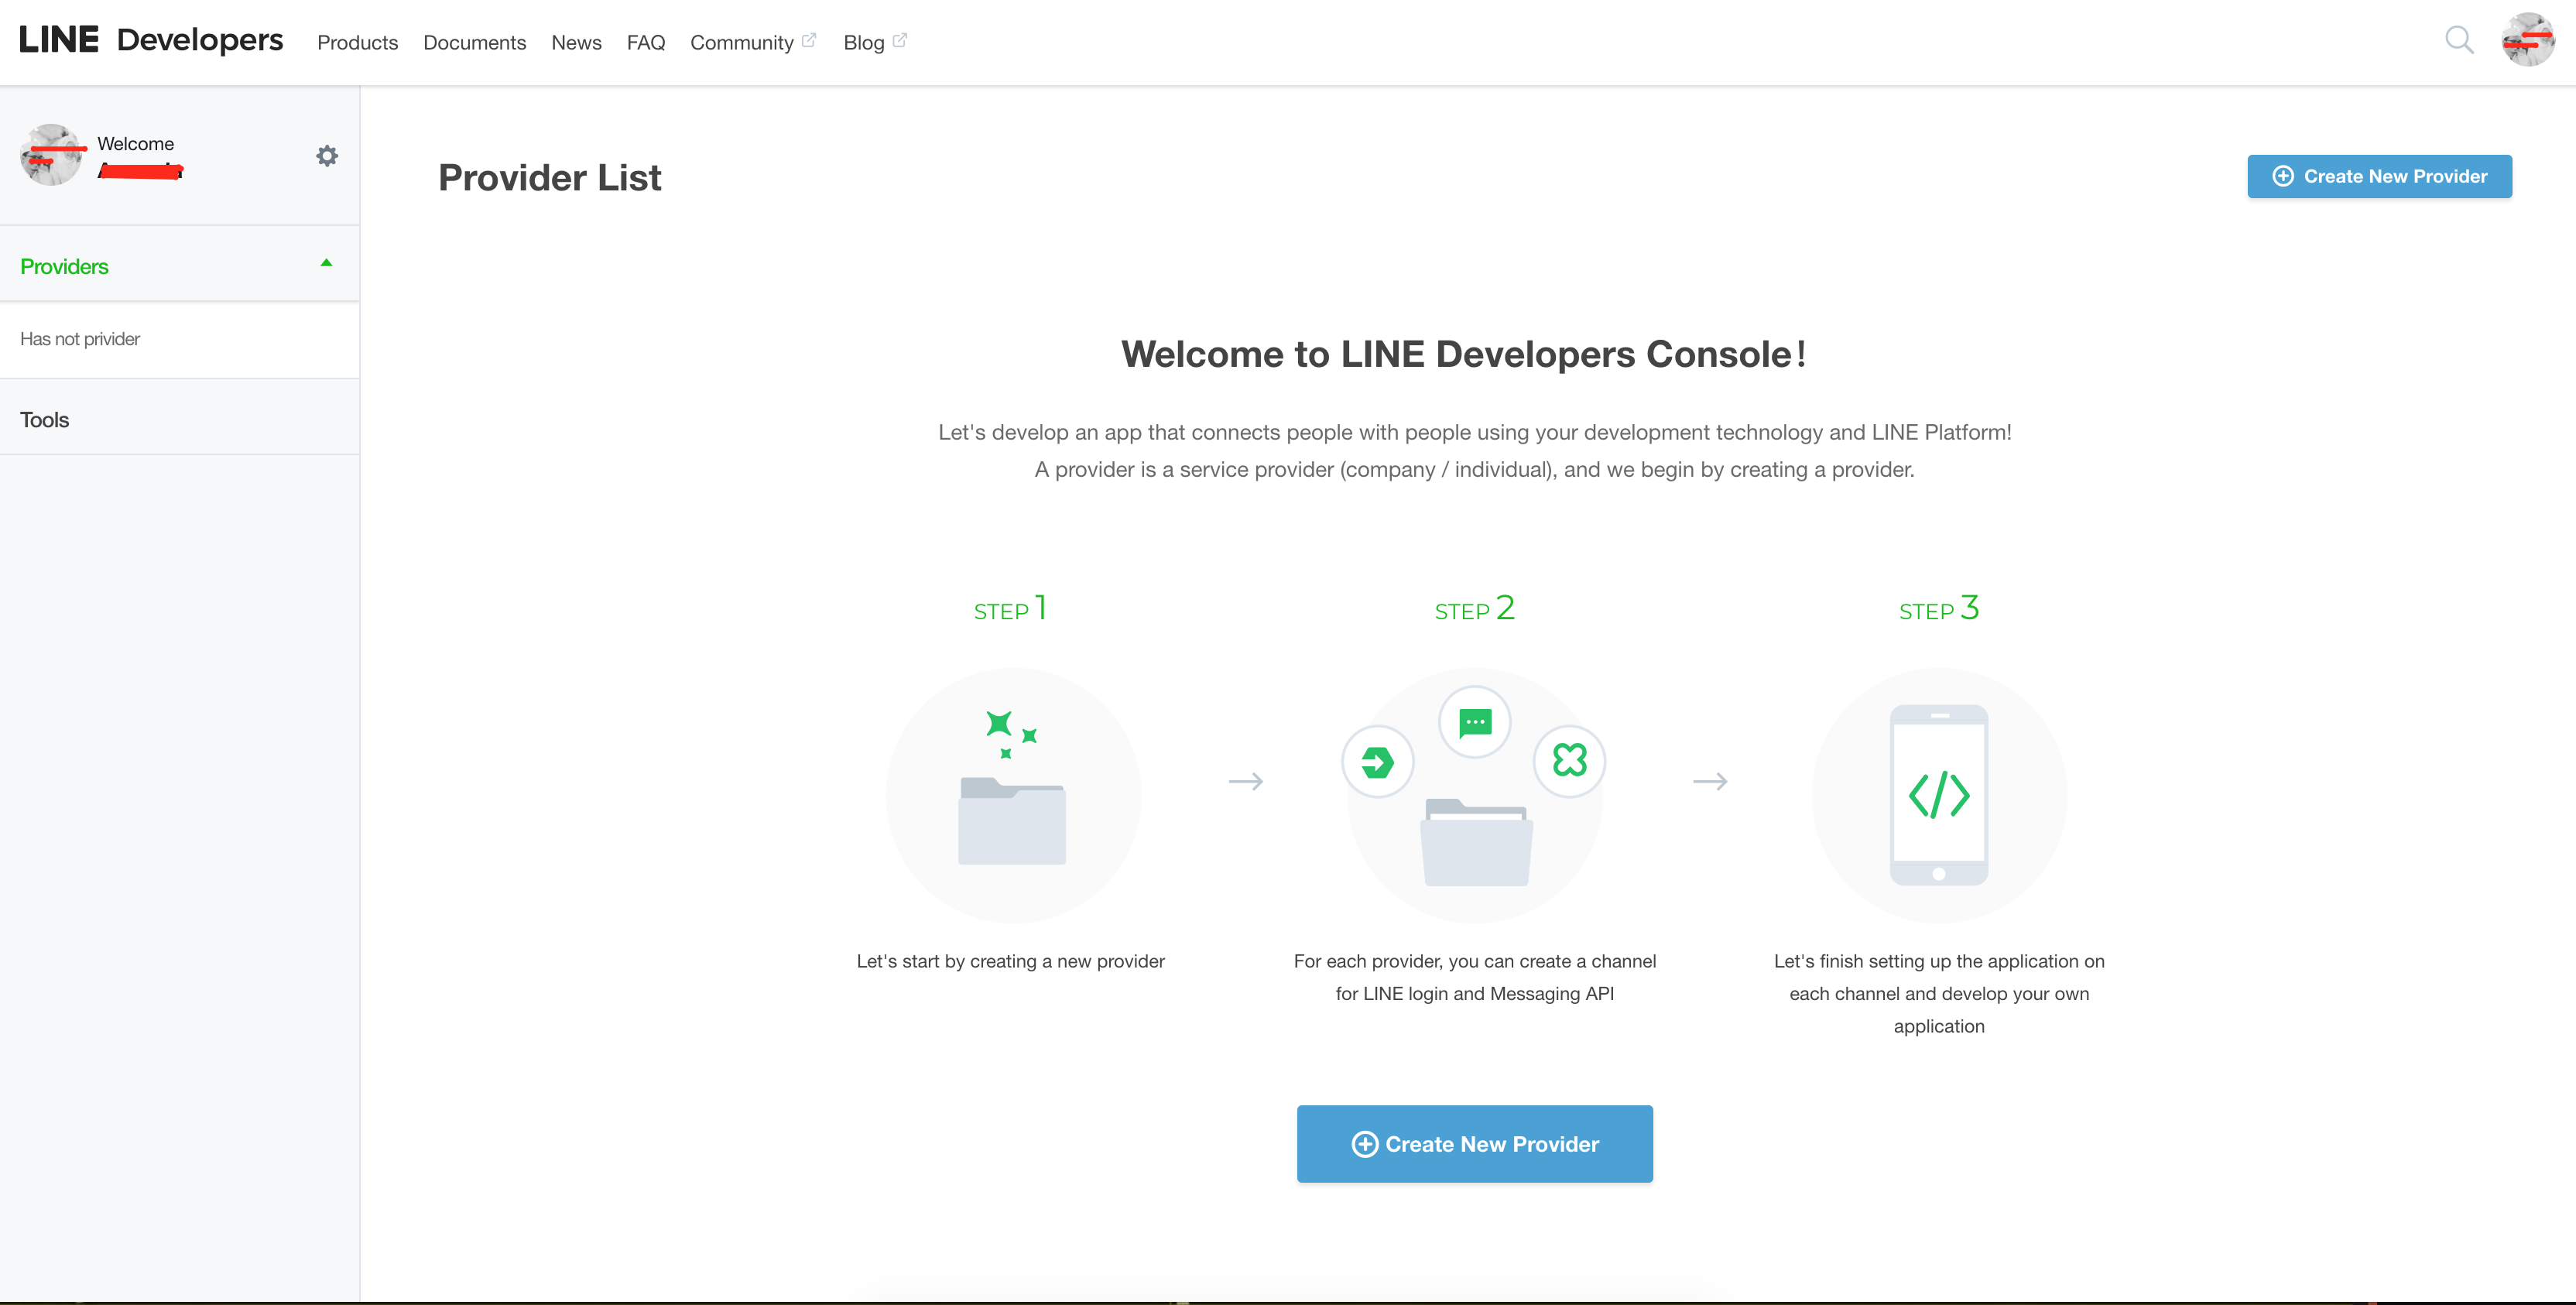 LINE Developers Products Documents News FAQ Community Blog
Welcome
Provider List
Create New Provider
Providers
Has not privider
Tools
Welcome to LINE Developers Console!
Let's develop an app that connects people with people using your development technology and LINE Platform!
A provider is a service provider (company / individual), and we begin by creating a provider.
STEP 1
STEP 2
STEP 3
Let's start by creating a new provider
For each provider, you can create a channel
for LINE login and Messaging API
Let's finish setting up the application on
each channel and develop your own
application
Create New Provider